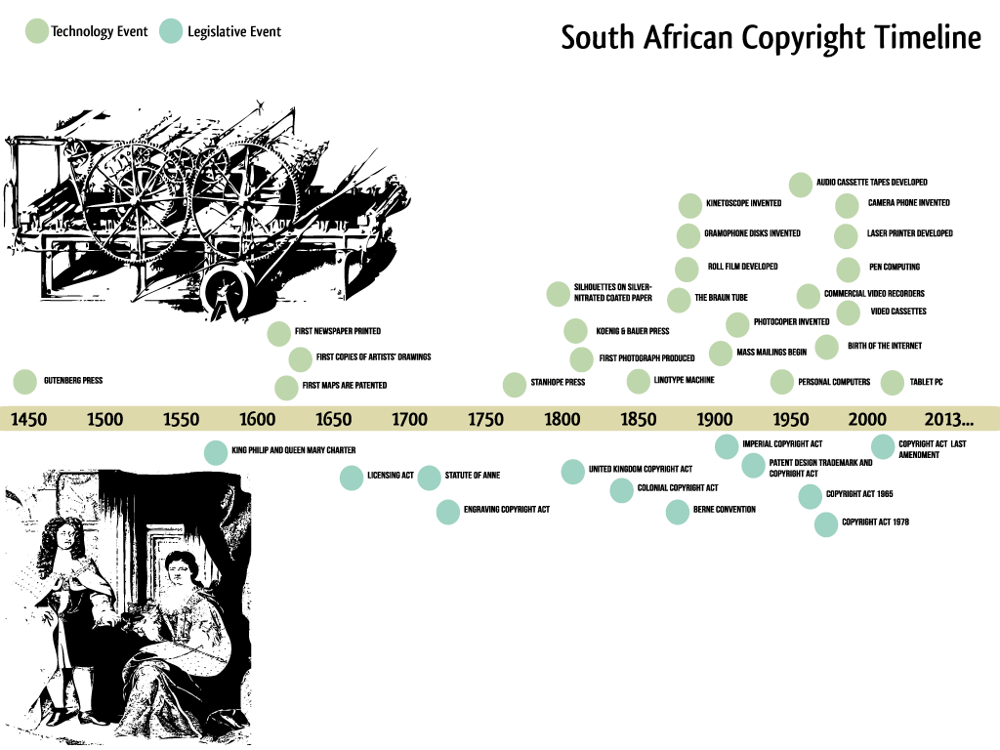 Technology Event
Legislative Event
South African Copyright Timeline
AUDIO CASSETTE TAPES DEVELOPED
KINETOSCOPE INVENTED
CAMERA PHONE INVENTED
GRAMOPHONE DISKS INVENTED
LASER PRINTER DEVELOPED
ROLL FILM DEVELOPED
PEN COMPUTING
SILHOUETTES ON SILVER-
NITRATED COATED PAPER
THE BRAUN TUBE
COMMERCIAL VIDEO RECORDERS
VIDEO CASSETTES
PHOTOCOPIER INVENTED
FIRST NEWSPAPER PRINTED
KOENIG & BAUER PRESS
BIRTH OF THE INTERNET
MASS MAILINGS BEGIN
FIRST COPIES OF ARTISTS' DRAWINGS
FIRST PHOTOGRAPH PRODUCED
GUTENBERG PRESS
FIRST MAPS ARE PATENTED
STANHOPE PRESS
LINOTYPE MACHINE
PERSONAL COMPUTERS
TABLET PC
1450 1500 1550 1600 1650 1700 1750 1800 1850 1900 1950 2000 2013...
KING PHILIP AND QUEEN MARY CHARTER
IMPERIAL COPYRIGHT ACT
COPYRIGHT ACT LAST
AMENDMENT
PATENT DESIGN TRADEMARK AND
COPYRIGHT ACT
LICENSING ACT
STATUTE OF ANNE
UNITED KINGDOM COPYRIGHT ACT
COLONIAL COPYRIGHT ACT
COPYRIGHT ACT 1965
ENGRAVING COPYRIGHT ACT
BERNE CONVENTION
COPYRIGHT ACT 1978